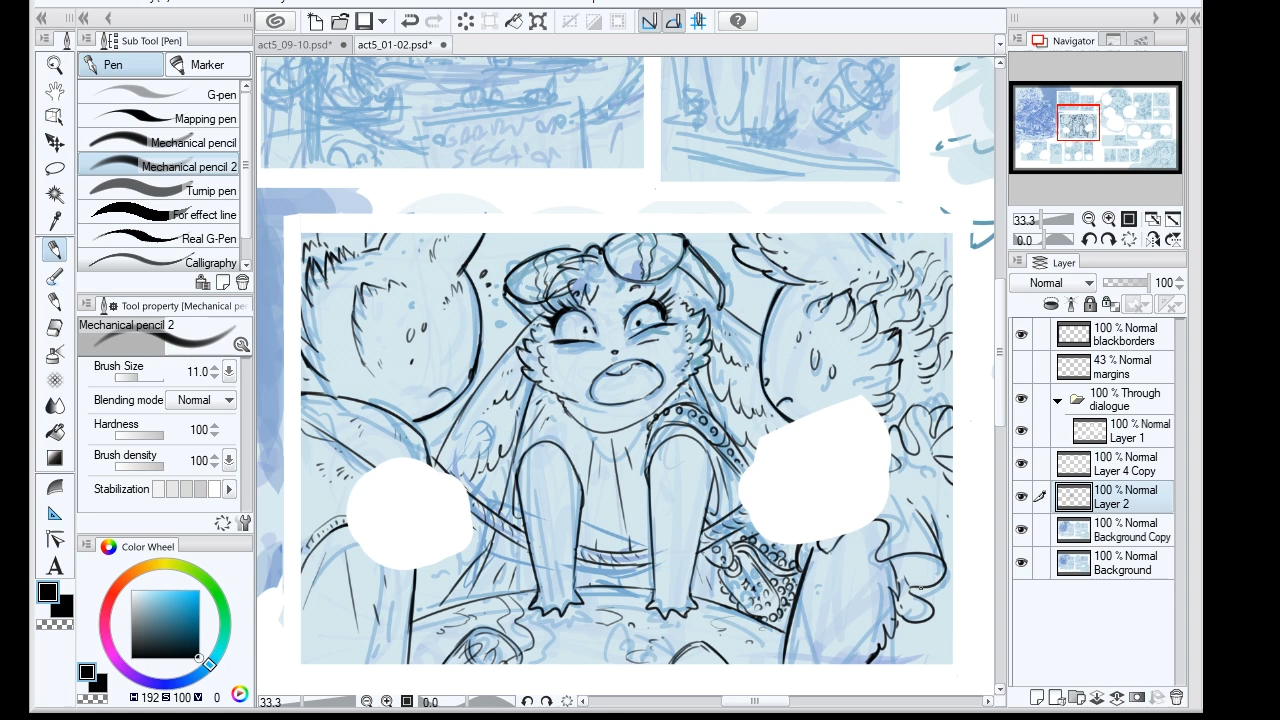 Sub Tool [Pen]
Pen
Marker
G-pen
Mapping pen
Mechanical pencil
Mechanical pencil 2
Turnip pen
For effect line
Real G-Pen
Calligraphy
Tool property [Mechanical pe
Mechanical pencil 2
Brush Size 11.0
Blending mode Normal
Hardness 100
Brush density 100
Stabilization
Color Wheel
H 192 S 100 V 0
act5_09-10.psd*
act5_01-02.psd*
33.3
0.0
Navigator
33.3
0.0
Layer
Normal 100
100 % Normal
blackborders
43 % Normal
margins
100 % Through
dialogue
100 % Normal
Layer 1
100 % Normal
Layer 4 Copy
100 % Normal
Layer 2
100 % Normal
Background Copy
100 % Normal
Background